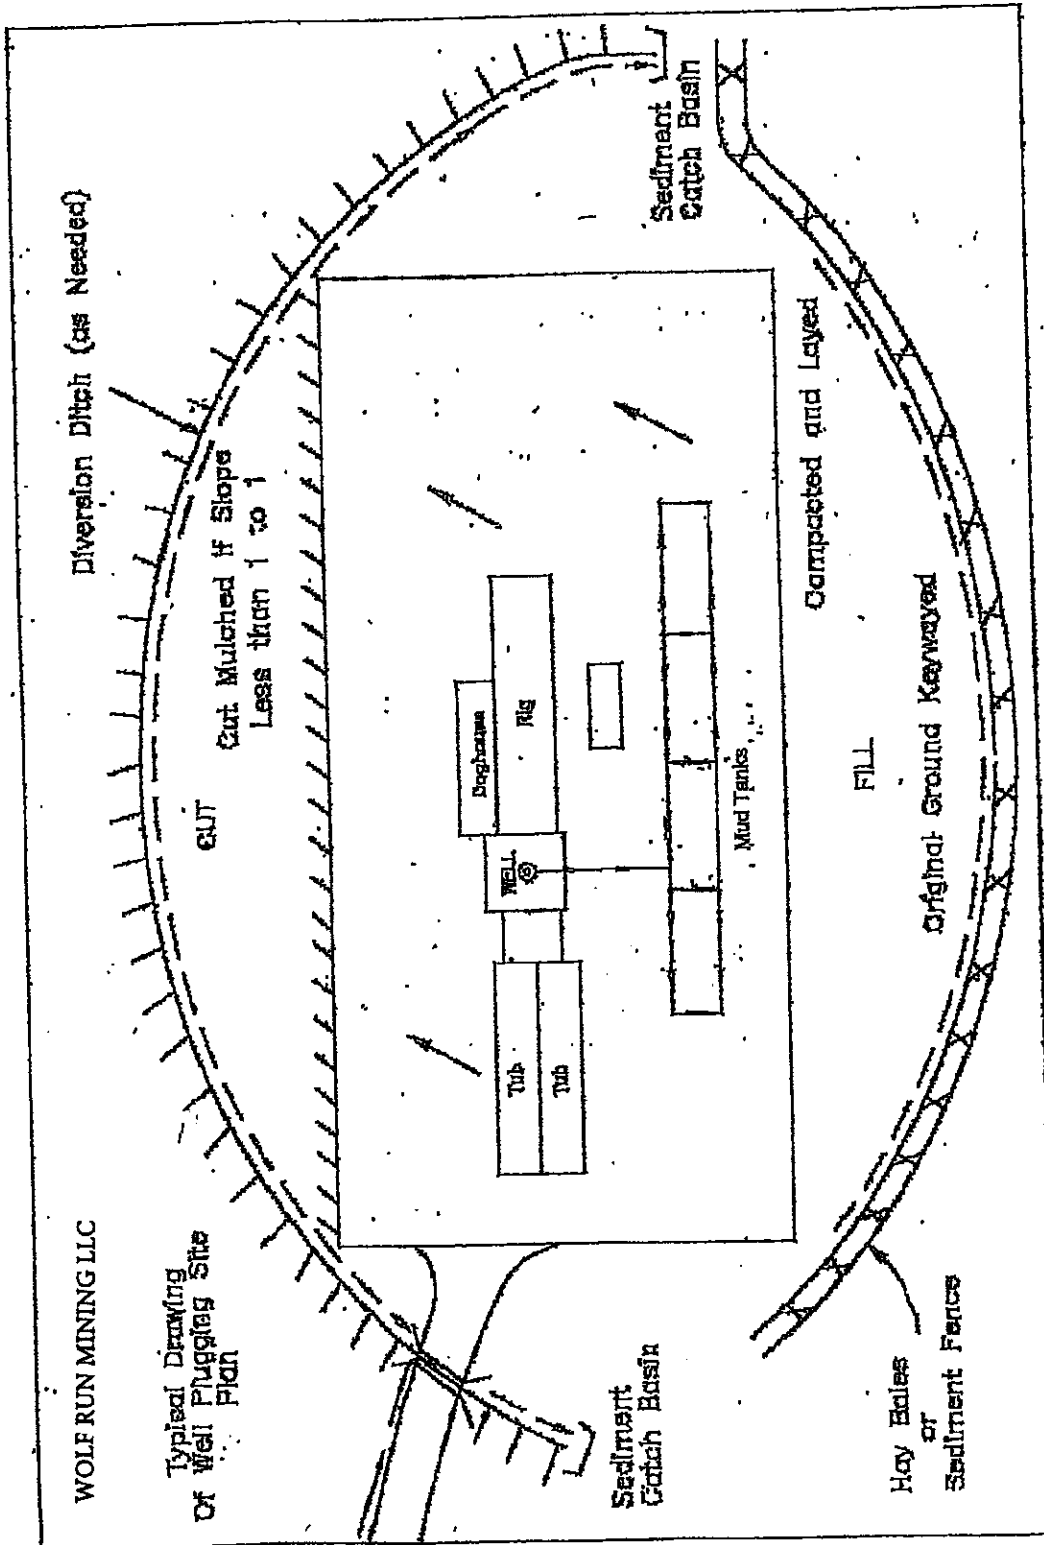 WOLF RUN MINING LLC
Typical Drawing
Of Well Plugging Site
Plan
Diversion Ditch (as Needed)
Cut Mulched if Slope
Less than 1 to 1
CUT
Sediment
Catch Basin
Doghouse
Rig
WELL
Tub
Tub
Mud Tanks
Compacted and Layed
FILL
Original Ground Keywayed
Sediment
Catch Basin
Hay Bales
or
Sediment Fence